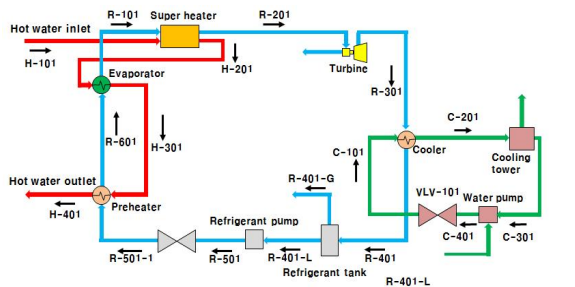 R-101
Super heater
R-201
Hot water inlet
H-101
H-201
Turbine
Evaporator
R-301
R-601
H-301
C-101
C-201
Cooler
Cooling
tower
R-401-G
Hot water outlet
H-401
Preheater
VLV-101
Water pump
Refrigerant pump
C-401
C-301
R-501-1
R-501
R-401-L
R-401
Refrigerant tank
R-401-L